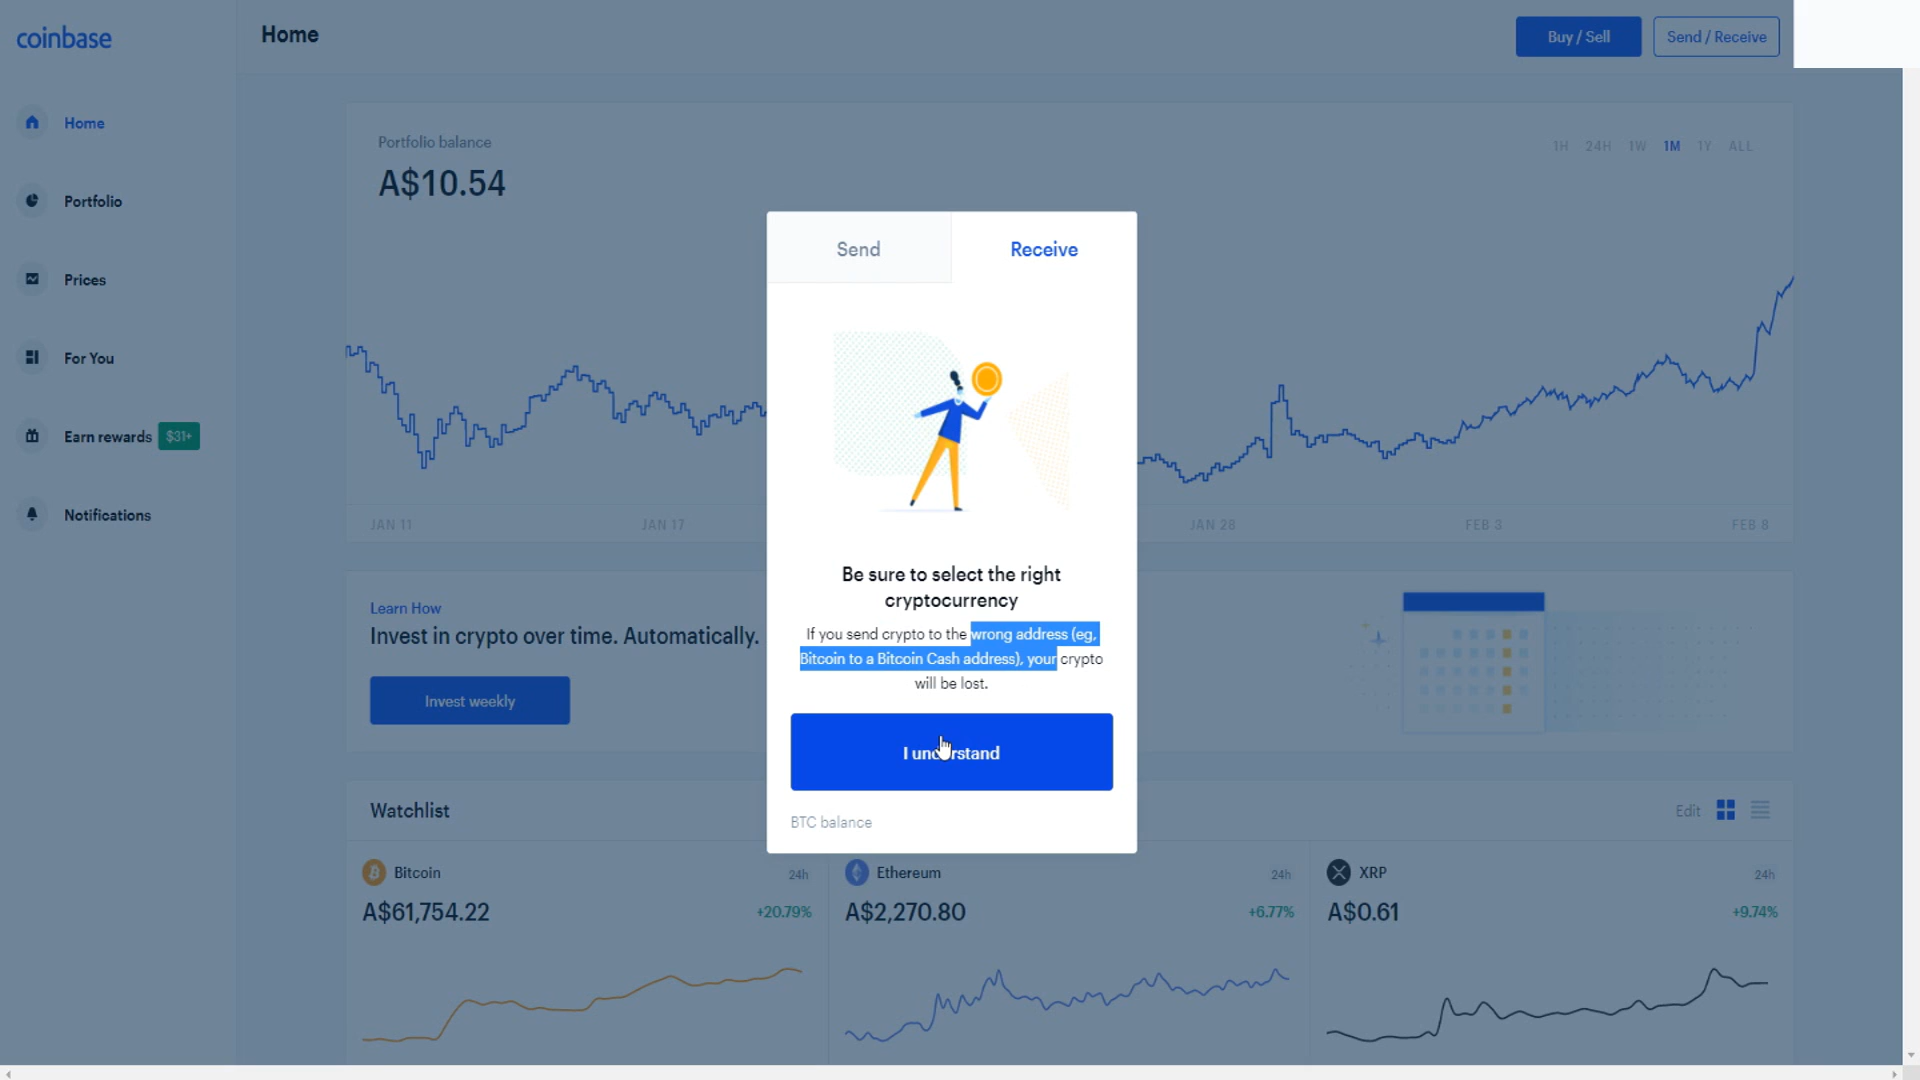 coinbase
Home
Buy / Sell
Send / Receive
Home
Portfolio
Prices
For You
Earn rewards $31+
Notifications
Portfolio balance
A$10.54
1H 24H 1W 1M 1Y ALL
JAN 11 JAN 17 JAN 28 FEB 3 FEB 8
Send
Receive
Be sure to select the right
cryptocurrency
If you send crypto to the wrong address (eg,
Bitcoin to a Bitcoin Cash address), your crypto
will be lost.
I understand
BTC balance
Learn How
Invest in crypto over time. Automatically.
Invest weekly
Watchlist
Edit
Bitcoin 24h
A$61,754.22 +20.79%
Ethereum 24h
A$2,270.80 +6.77%
XRP 24h
A$0.61 +9.74%